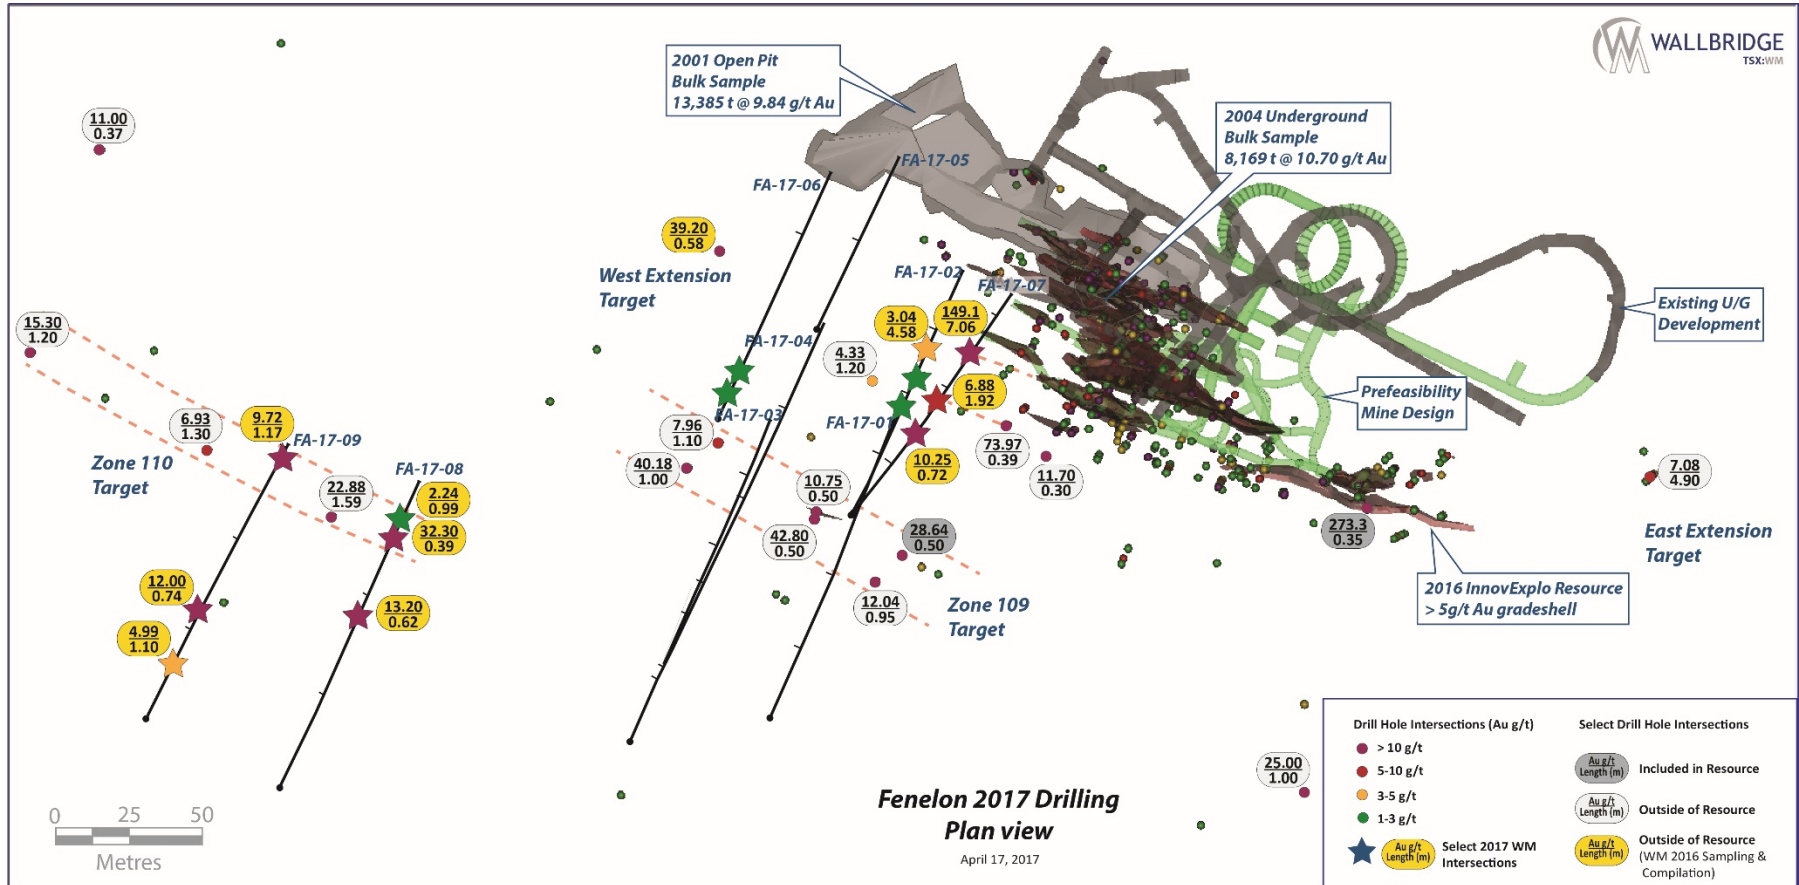 WALLBRIDGE
TSX:WM
2001 Open Pit
Bulk Sample
13,385 t @ 9.84 g/t Au
2004 Underground
Bulk Sample
8,169 t @ 10.70 g/t Au
11.00
0.37
FA-17-05
FA-17-06
39.20
0.58
West Extension
Target
FA-17-02
FA-17-07
Existing U/G
Development
15.30
1.20
3.04
4.58
149.1
7.06
FA-17-04
4.33
1.20
6.88
1.92
Prefeasibility
Mine Design
6.93
1.30
9.72
1.17
FA-17-09
FA-17-03
FA-17-01
7.96
1.10
73.97
0.39
Zone 110
Target
40.18
1.00
10.25
0.72
11.70
0.30
7.08
4.90
FA-17-08
22.88
1.59
2.24
0.99
10.75
0.50
32.30
0.39
42.80
0.50
28.64
0.50
273.3
0.35
East Extension
Target
12.00
0.74
13.20
0.62
12.04
0.95
Zone 109
Target
2016 InnovExplo Resource
> 5g/t Au gradeshell
4.99
1.10
25.00
1.00
Fenelon 2017 Drilling
Plan view
April 17, 2017
0 25 50
Metres
Drill Hole Intersections (Au g/t)
> 10 g/t
5-10 g/t
3-5 g/t
1-3 g/t
Au g/t
Length (m)
Select 2017 WM
Intersections
Select Drill Hole Intersections
Au g/t
Length (m)
Included in Resource
Au g/t
Length (m)
Outside of Resource
Au g/t
Length (m)
Outside of Resource
(WM 2016 Sampling &
Compilation)